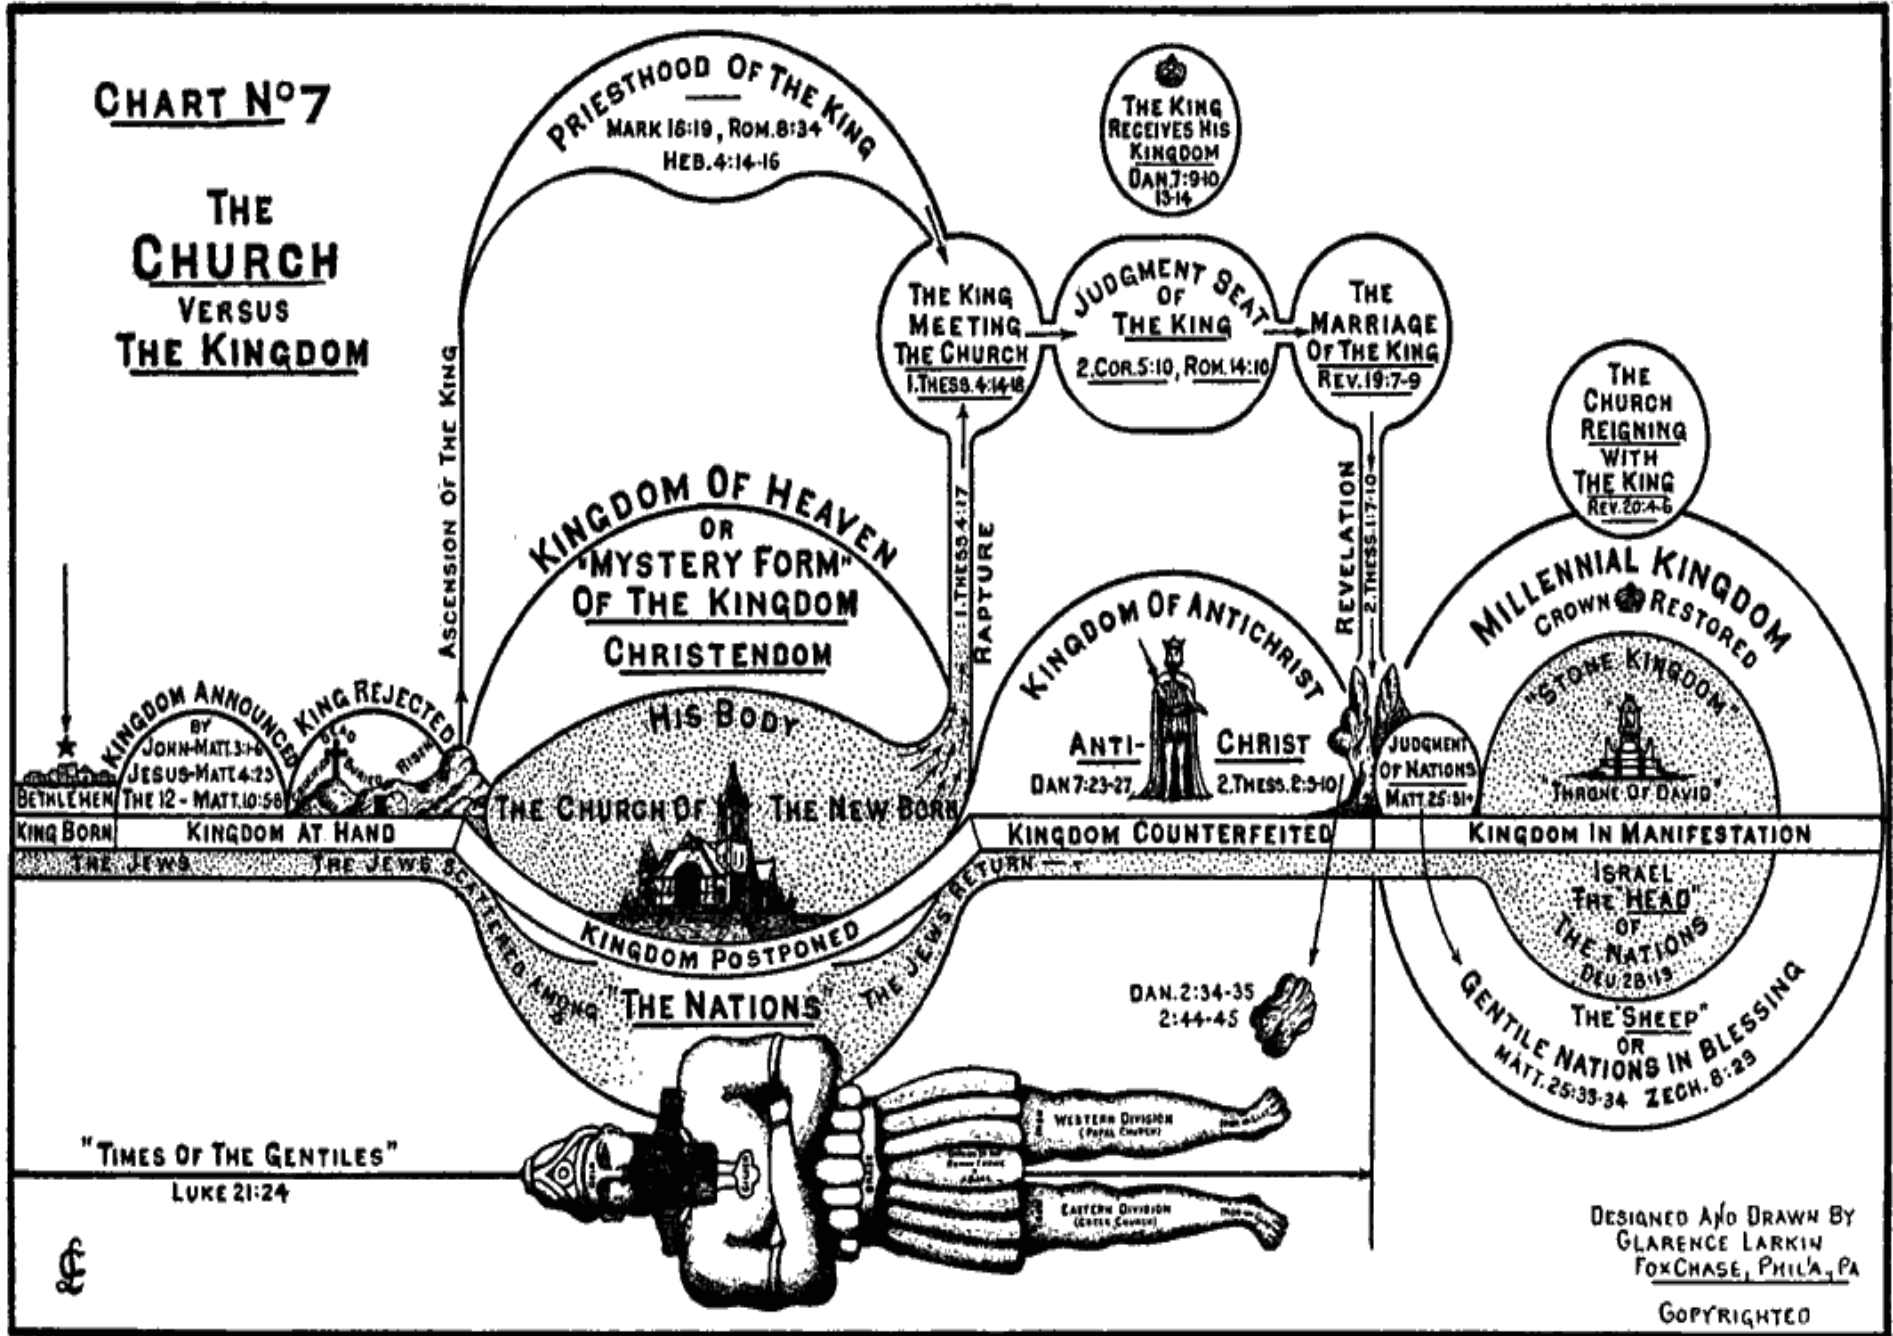 CHART NO 7
THE
CHURCH
VERSUS
THE KINGDOM
PRIESTHOOD OF THE KING
MARK 16:19, ROM. 8:34
HEB. 4:14-16
THE KING
RECEIVES HIS
KINGDOM
DAN. 7:9-10
13-14
THE KING
MEETING
THE CHURCH
1. THESS. 4:14-18
JUDGMENT SEAT
OF
THE KING
2. COR. 5:10, ROM. 14:10
THE
MARRIAGE
OF THE KING
REV. 19:7-9
THE
CHURCH
REIGNING
WITH
THE KING
REV. 20:4-6
ASCENSION OF THE KING
KINGDOM OF HEAVEN
OR
"MYSTERY FORM"
OF THE KINGDOM
CHRISTENDOM
1. THESS. 4:17
RAPTURE
REVELATION
2. THESS. 1:7-10
KINGDOM OF ANTICHRIST
ANTI- CHRIST
DAN 7:23-27 2. THESS. 2:3-10
MILLENNIAL KINGDOM
CROWN RESTORED
"STONE KINGDOM"
"THRONE OF DAVID"
JUDGMENT
OF NATIONS
MATT. 25:31+
KINGDOM ANNOUNCED
BY
JOHN-MATT. 3:1-6
JESUS-MATT 4:23
THE 12 - MATT. 10:5
KING REJECTED
DEAD
BURIED
RISEN
BETHLEHEM
KING BORN
KINGDOM AT HAND
HIS BODY
THE CHURCH OF THE NEW BORN
KINGDOM POSTPONED
KINGDOM COUNTERFEITED
KINGDOM IN MANIFESTATION
THE JEWS THE JEWS SCATTERED AMONG
"THE NATIONS"
THE JEWS RETURN
ISRAEL
THE "HEAD"
OF
THE NATIONS
DEU 28:13
THE "SHEEP"
OR
GENTILE NATIONS IN BLESSING
MATT. 25:33-34 ZECH. 8:23
DAN. 2:34-35
2:44-45
WESTERN DIVISION
(PAPAL CHURCH)
EASTERN DIVISION
(GREEK CHURCH)
"TIMES OF THE GENTILES"
LUKE 21:24
DESIGNED AND DRAWN BY
CLARENCE LARKIN
FOX CHASE, PHIL'A., PA
COPYRIGHTED